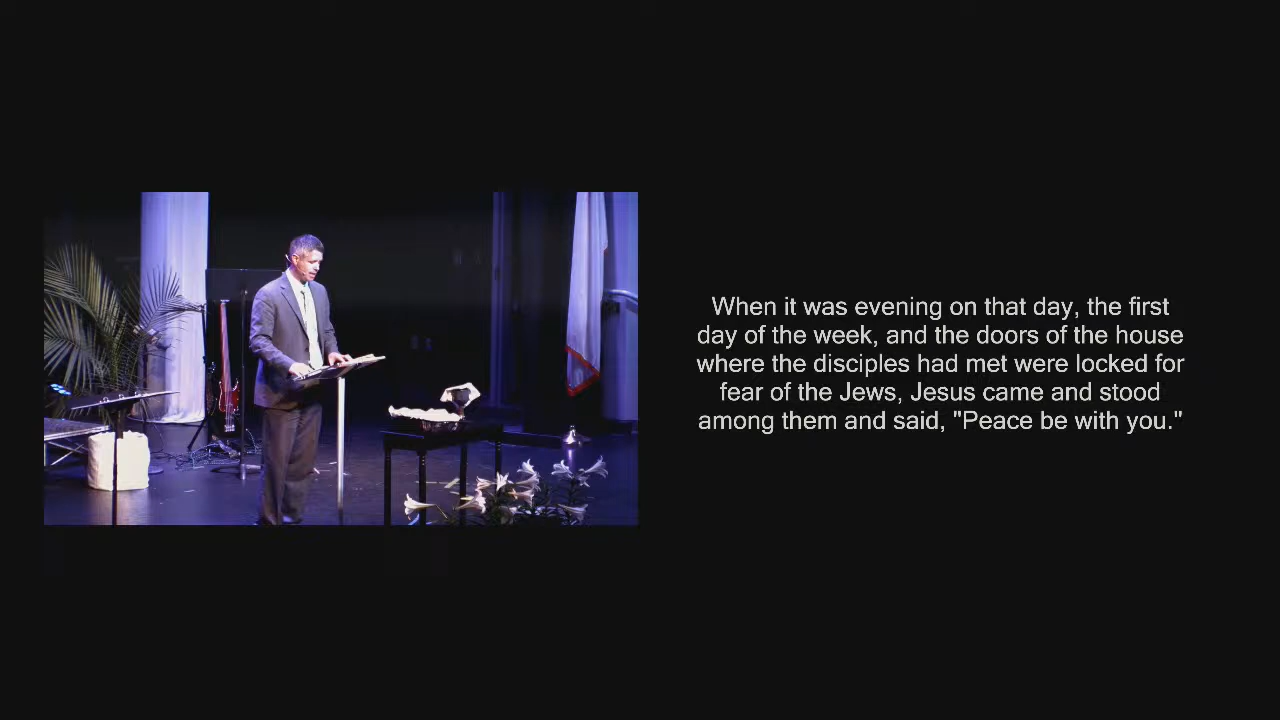 When it was evening on that day, the first
day of the week, and the doors of the house
where the disciples had met were locked for
fear of the Jews, Jesus came and stood
among them and said, "Peace be with you."